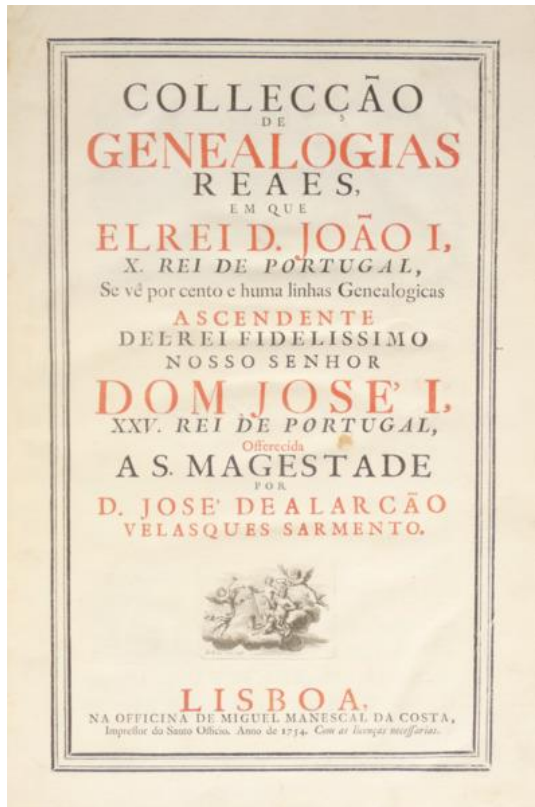 COLLECÇÃO
DE
GENEALOGIAS
REAES,
EM QUE
ELREI D. JOÃO I,
X. REI DE PORTUGAL,
Se vê por cento e huma linhas Genealogicas
ASCENDENTE
DELREI FIDELISSIMO
NOSSO SENHOR
DOM JOSE' I,
XXV. REI DE PORTUGAL,
Offerecida
A S. MAGESTADE
POR
D. JOSE' DE ALARCÃO
VELASQUES SARMENTO.
LISBOA,
NA OFFICINA DE MIGUEL MANESCAL DA COSTA,
Impressor do Santo Officio. Anno de 1754. Com as licenças necessarias.